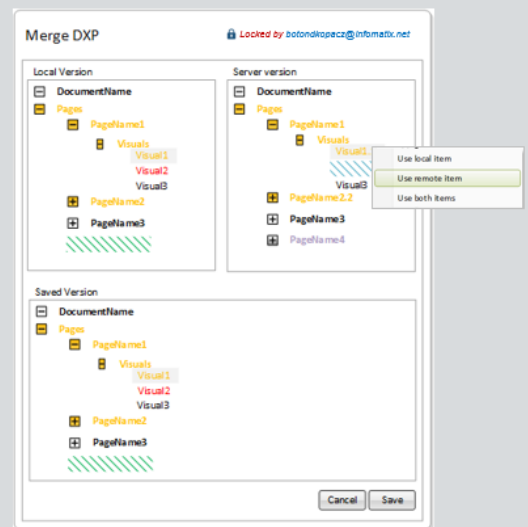 Merge DXP
Locked by botondkopacz@infomatix.net
Local Version
DocumentName
Pages
PageName1
Visuals
Visual1
Visual2
Visual3
PageName2
PageName3
Server version
DocumentName
Pages
PageName1
Visuals
Visual1
Visual3
PageName2.2
PageName3
PageName4
Use local item
Use remote item
Use both items
Saved Version
DocumentName
Pages
PageName1
Visuals
Visual1
Visual2
Visual3
PageName2
PageName3
Cancel
Save